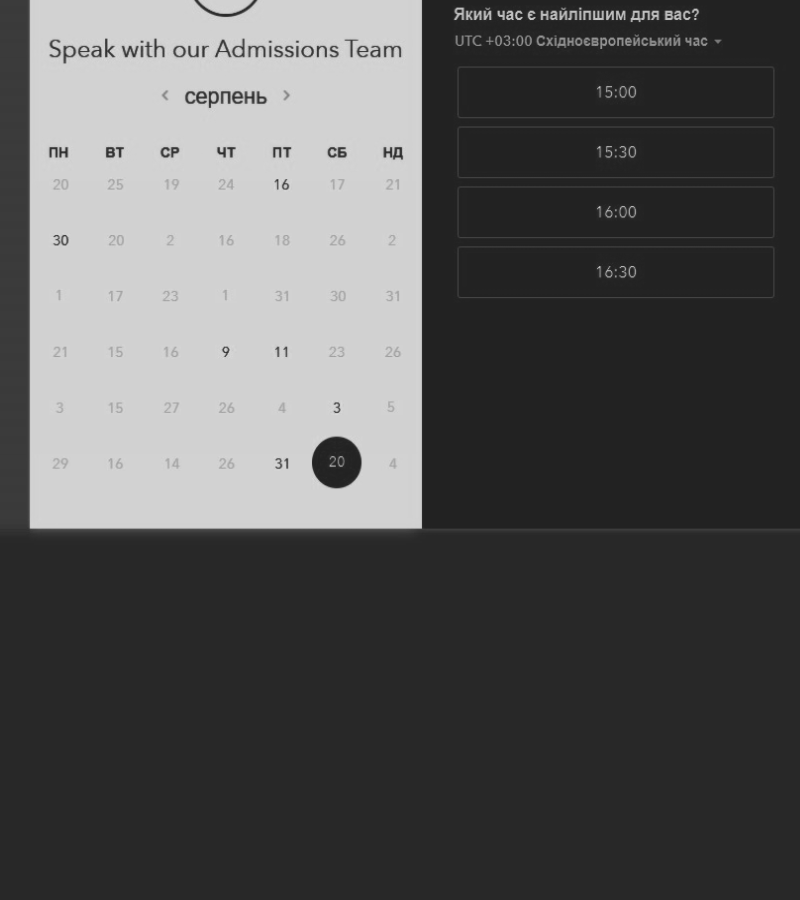 Speak with our Admissions Team
серпень
ПН ВТ СР ЧТ ПТ СБ НД
20 25 19 24 16 17 21
30 20 2 16 18 26 2
1 17 23 1 31 30 31
21 15 16 9 11 23 26
3 15 27 26 4 3 5
29 16 14 26 31 20 4
Який час є найліпшим для вас?
UTC +03:00 Східноєвропейський час
15:00
15:30
16:00
16:30